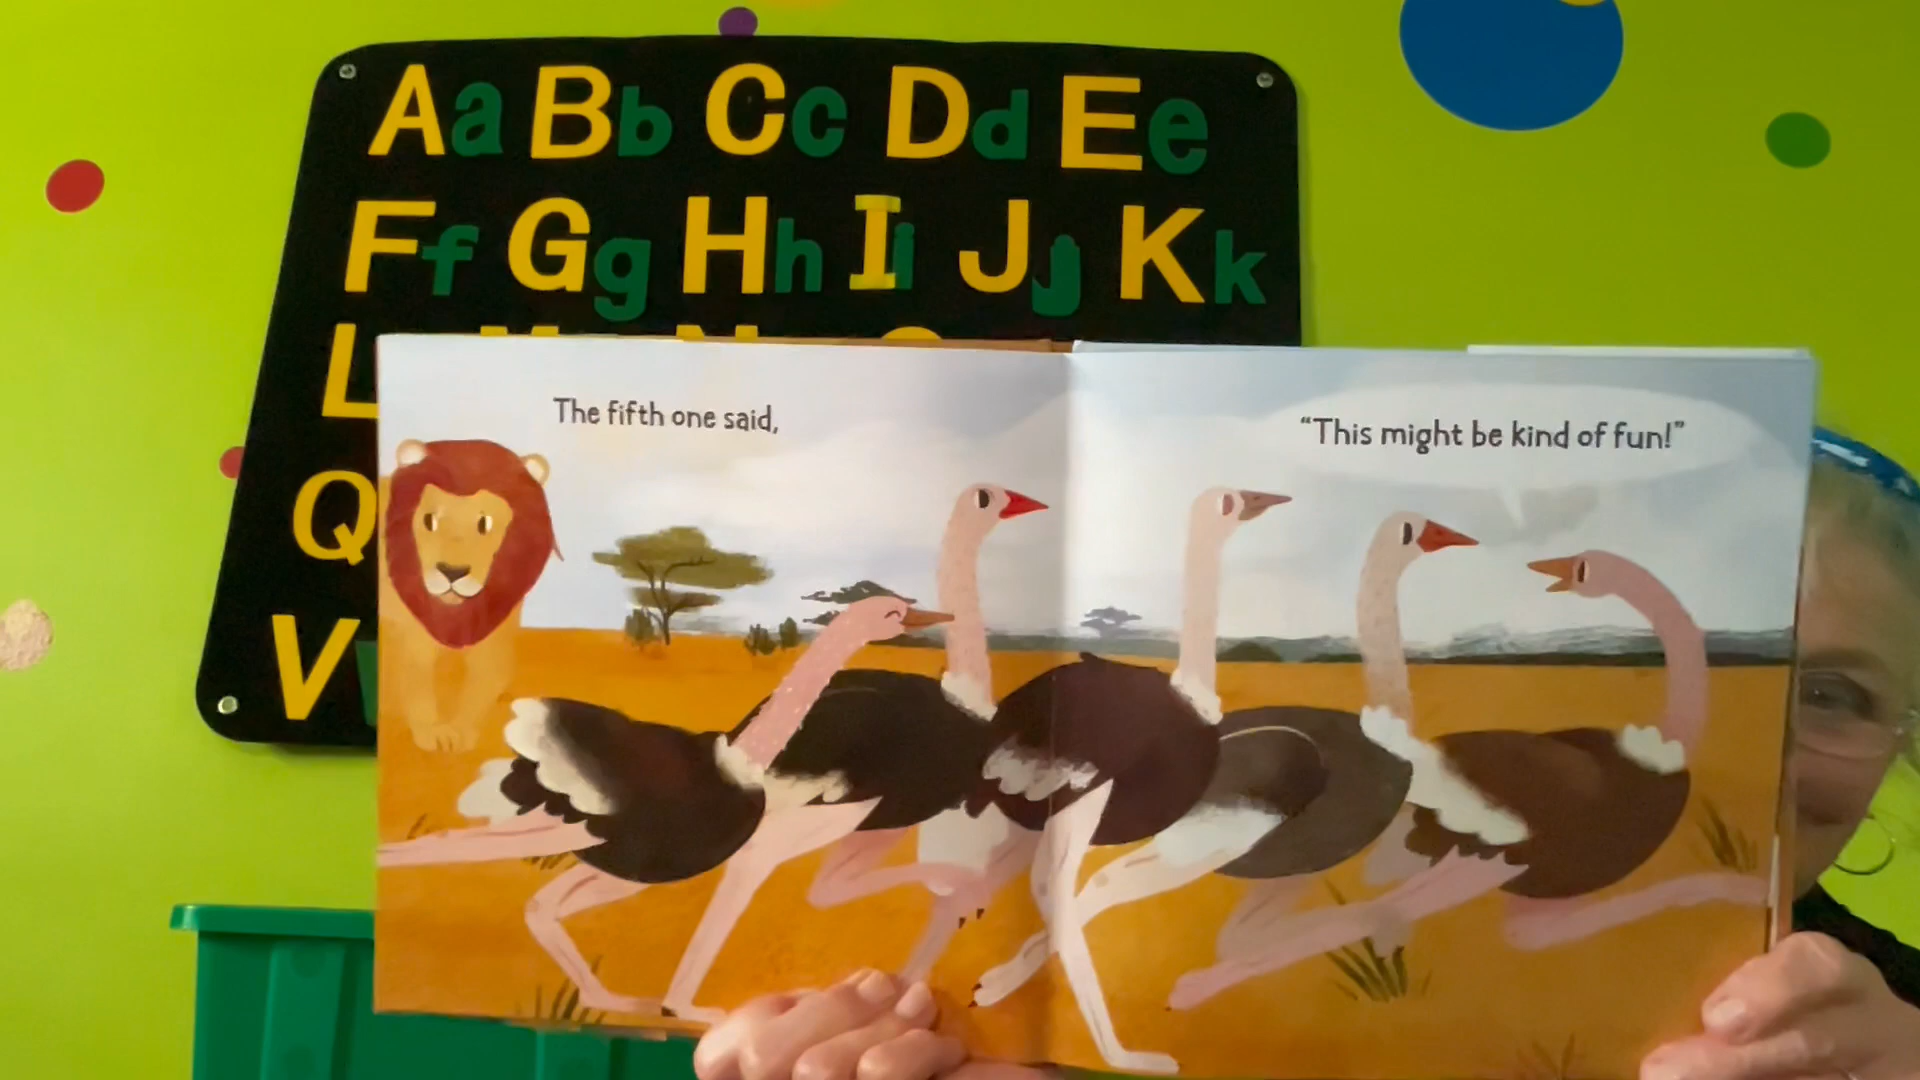 Aa Bb Cc Dd Ee
Ff Gg Hh Ii Jj Kk
L
Q
V
The fifth one said,
“This might be kind of fun!”